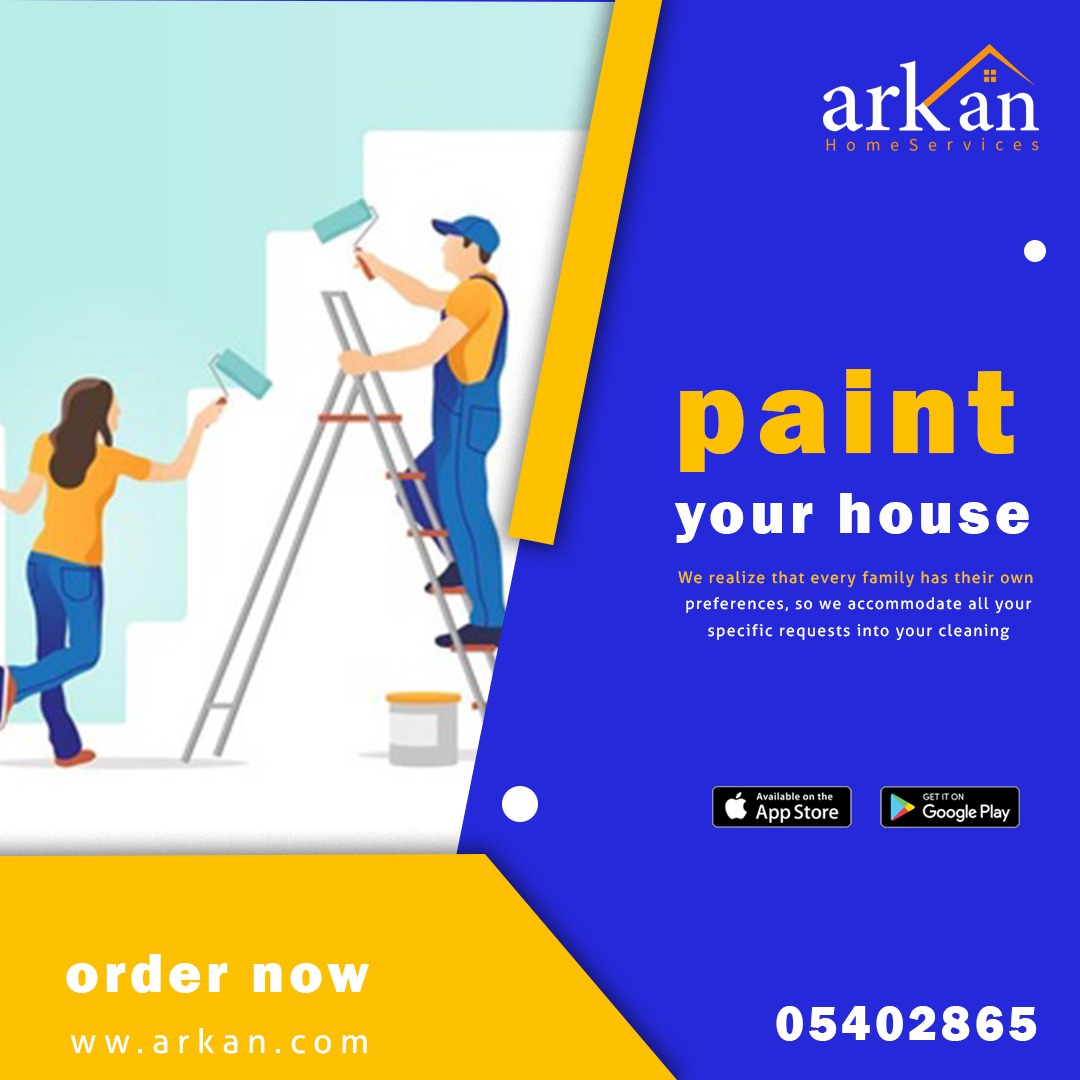 arkan
HomeServices
paint
your house
We realize that every family has their own
preferences, so we accommodate all your
specific requests into your cleaning
Available on the
App Store
GET IT ON
Google Play
order now
ww.arkan.com
05402865